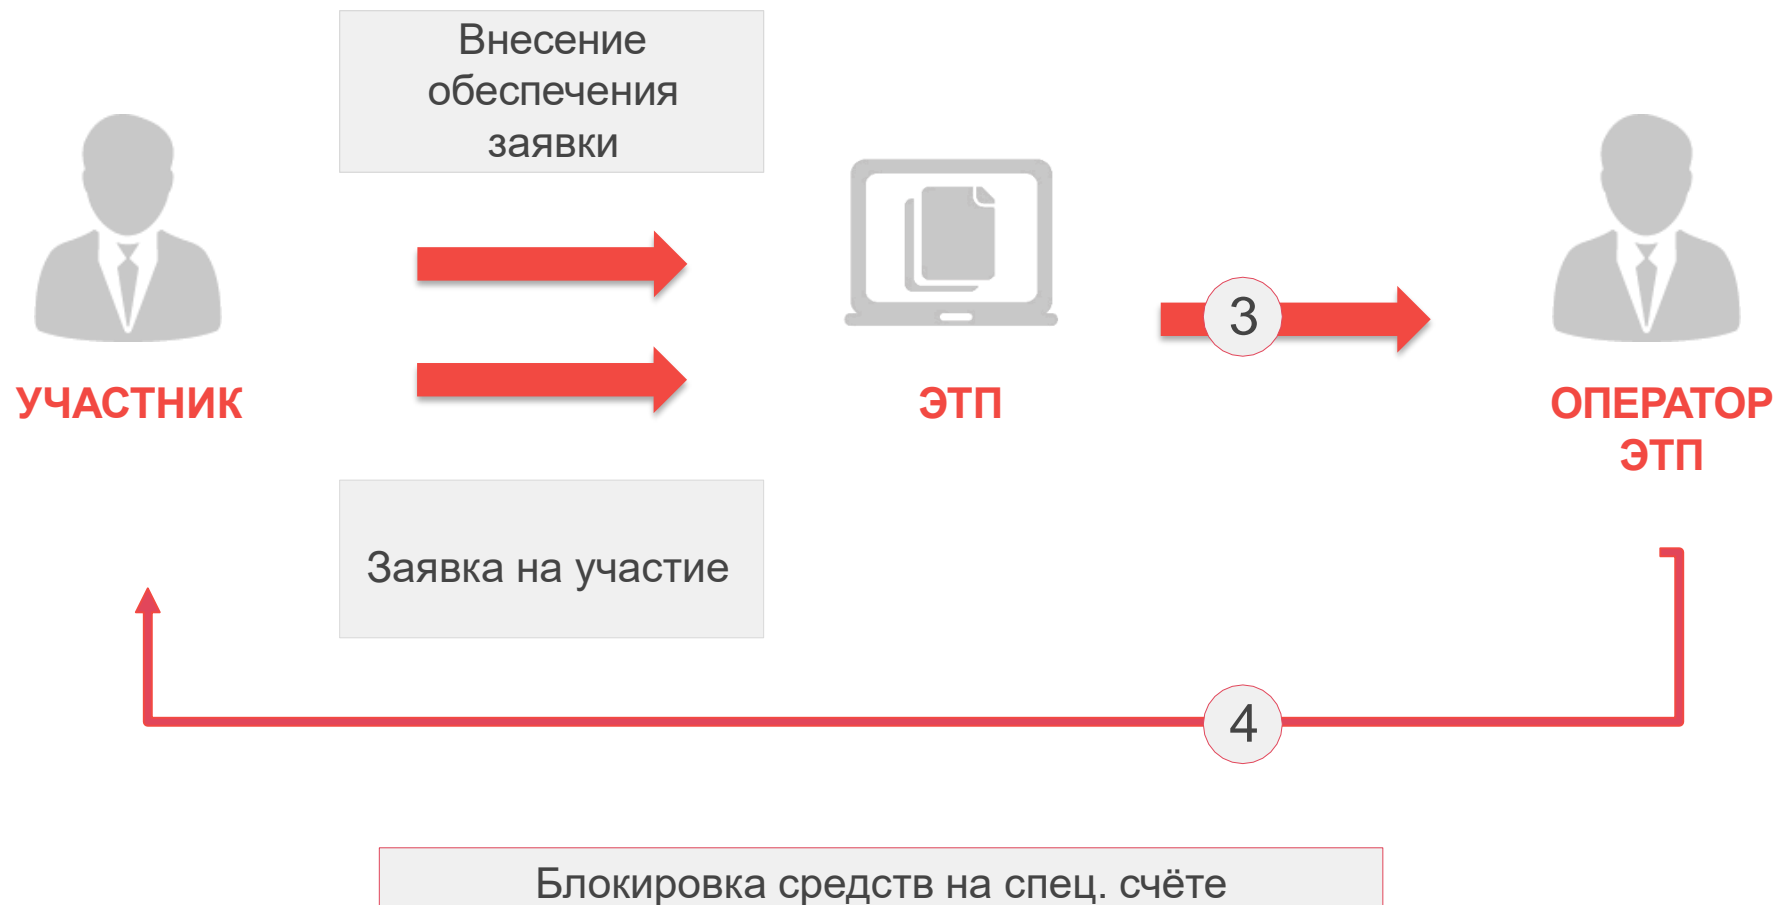 Внесение
обеспечения
заявки
3
УЧАСТНИК
ЭТП
ОПЕРАТОР
ЭТП
Заявка на участие
4
Блокировка средств на спец. счёте